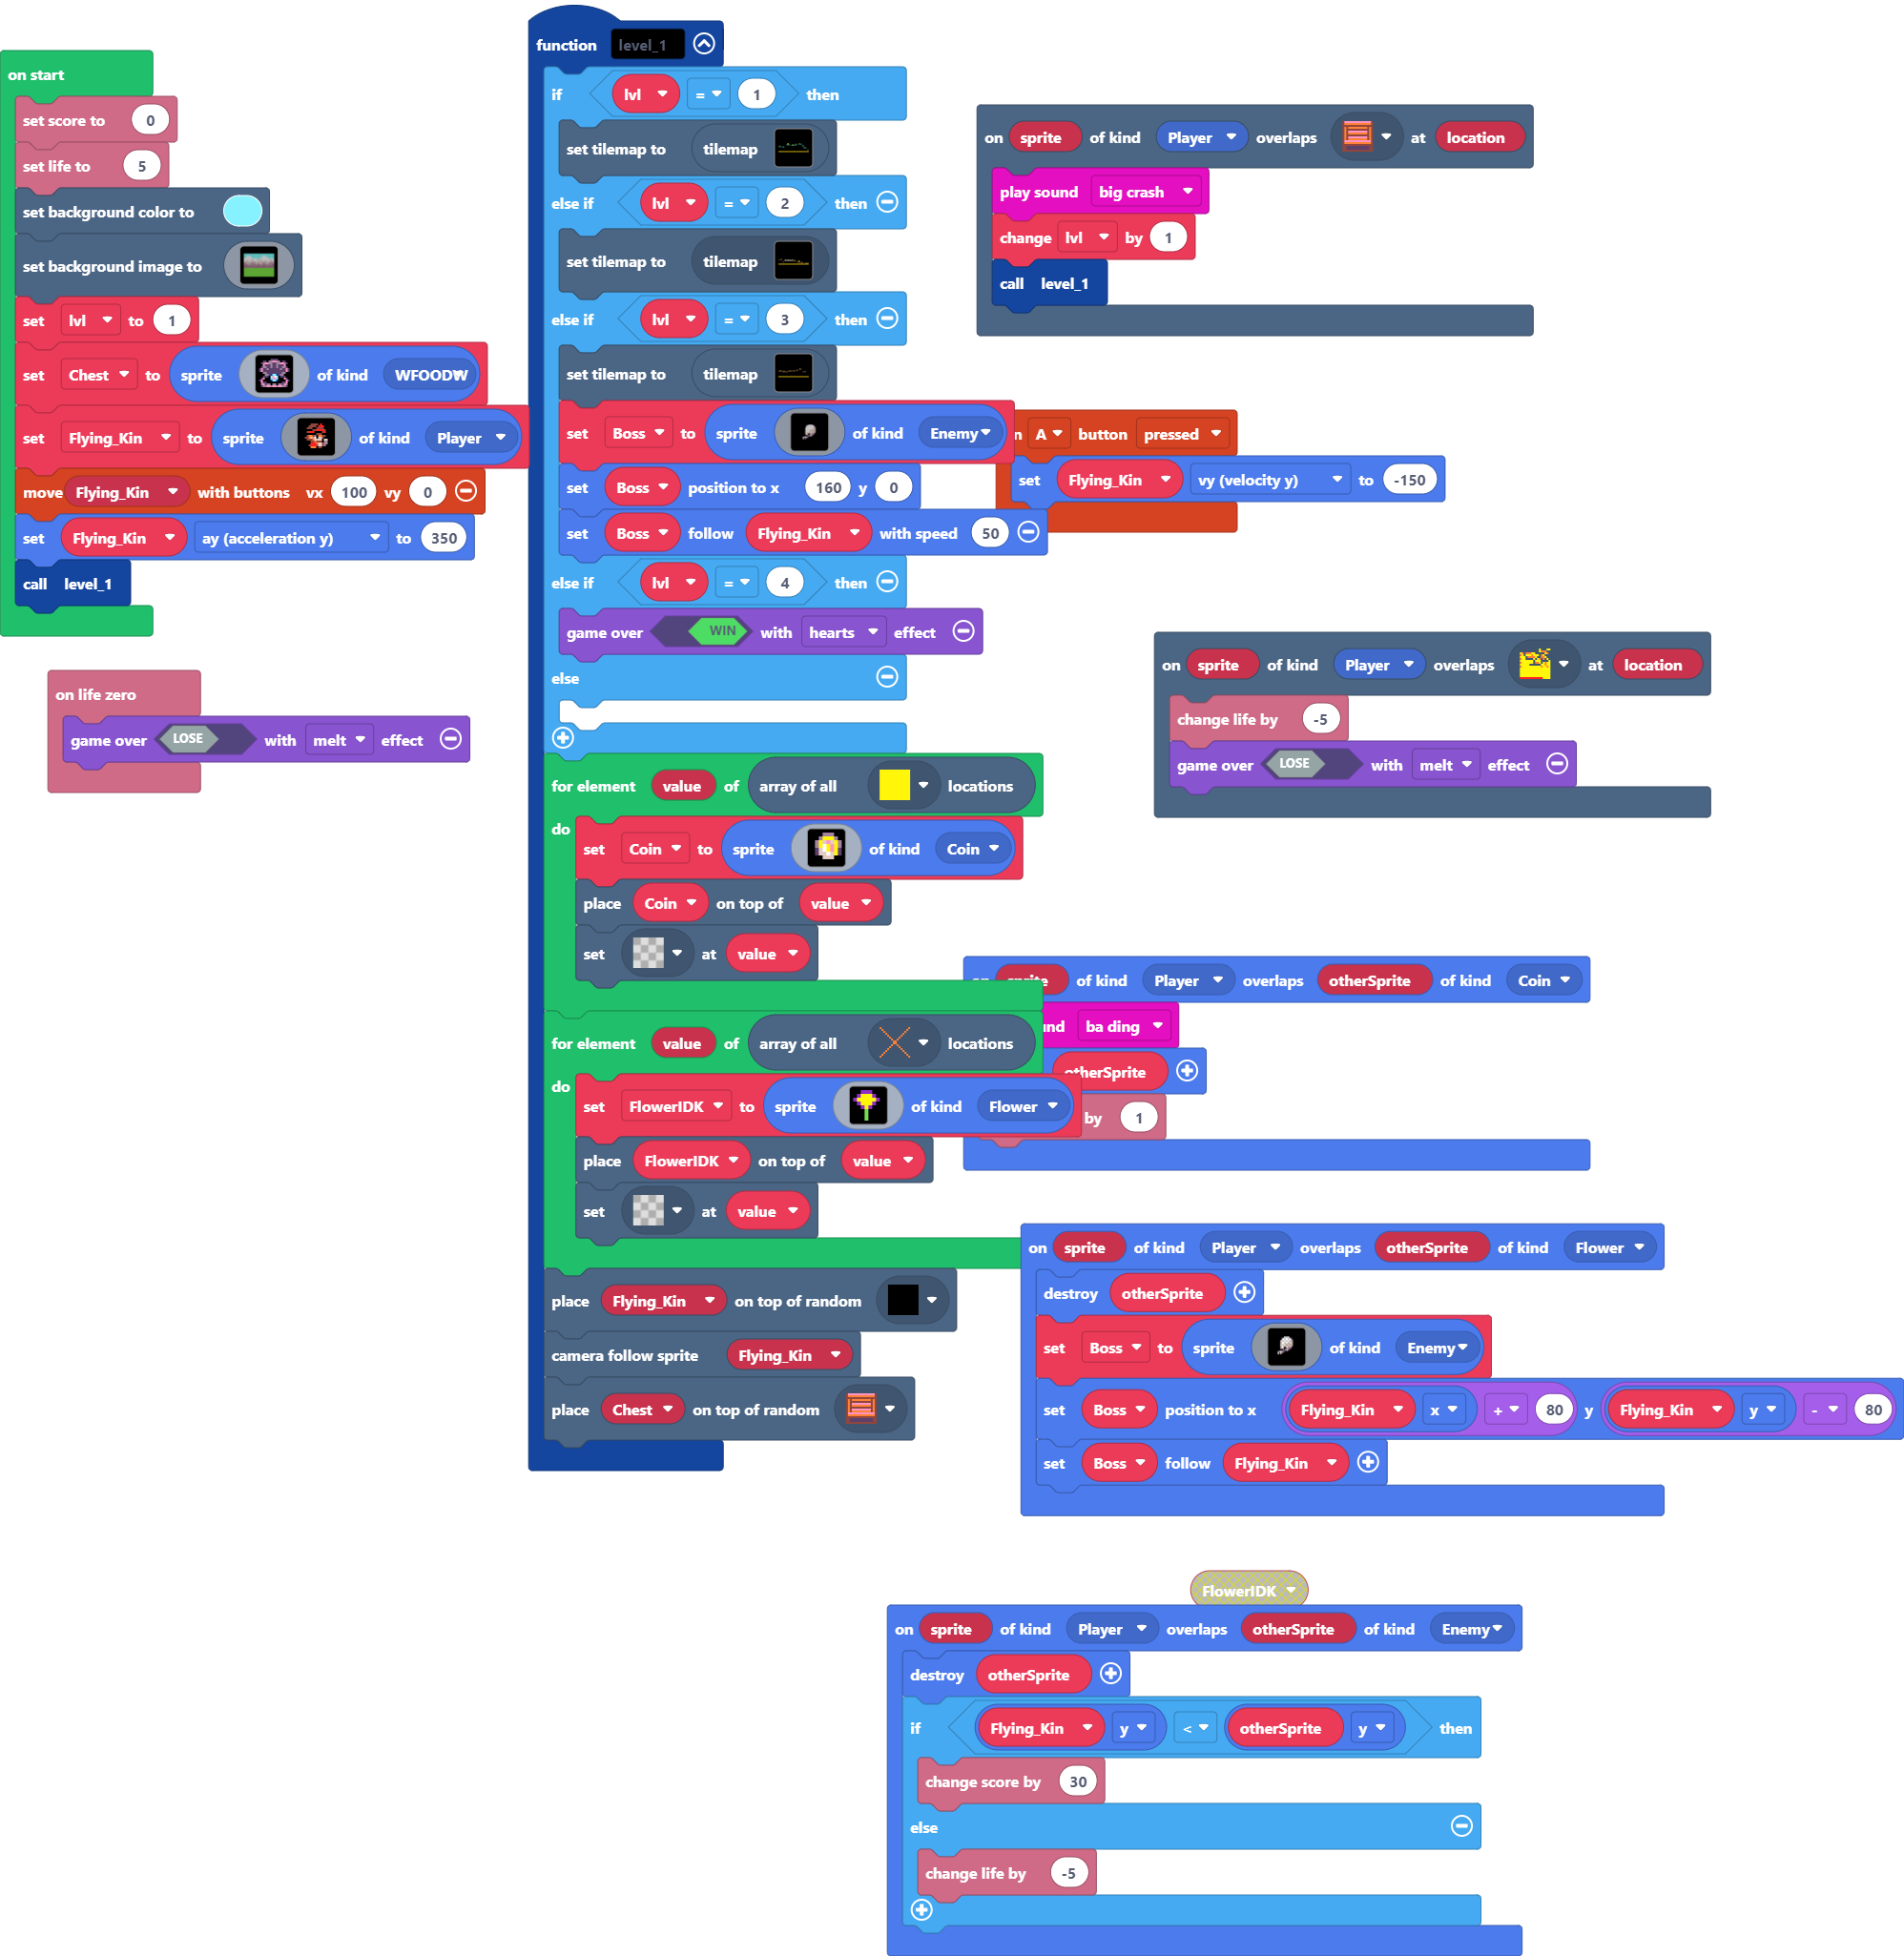 on start
set score to 0
set life to 5
set background color to
set background image to
set lvl to 1
set Chest to sprite of kind WFOODW
set Flying_Kin to sprite of kind Player
move Flying_Kin with buttons vx 100 vy 0
set Flying_Kin ay (acceleration y) to 350
call level_1
on life zero
game over LOSE with melt effect
function level_1
if lvl = 1 then
set tilemap to tilemap
else if lvl = 2 then
set tilemap to tilemap
else if lvl = 3 then
set tilemap to tilemap
set Boss to sprite of kind Enemy
set Boss position to x 160 y 0
set Boss follow Flying_Kin with speed 50
else if lvl = 4 then
game over WIN with hearts effect
else
for element value of array of all locations
do
set Coin to sprite of kind Coin
place Coin on top of value
set at value
for element value of array of all locations
do
set FlowerIDK to sprite of kind Flower
place FlowerIDK on top of value
set at value
place Flying_Kin on top of random
camera follow sprite Flying_Kin
place Chest on top of random
on sprite of kind Player overlaps at location
play sound big crash
change lvl by 1
call level_1
A button pressed
set Flying_Kin vy (velocity y) to -150
on sprite of kind Player overlaps at location
change life by -5
game over LOSE with melt effect
of kind Player overlaps otherSprite of kind Coin
ba ding
otherSprite
by 1
on sprite of kind Player overlaps otherSprite of kind Flower
destroy otherSprite
set Boss to sprite of kind Enemy
set Boss position to x Flying_Kin x + 80 y Flying_Kin y - 80
set Boss follow Flying_Kin
FlowerIDK
on sprite of kind Player overlaps otherSprite of kind Enemy
destroy otherSprite
if Flying_Kin y < otherSprite y then
change score by 30
else
change life by -5